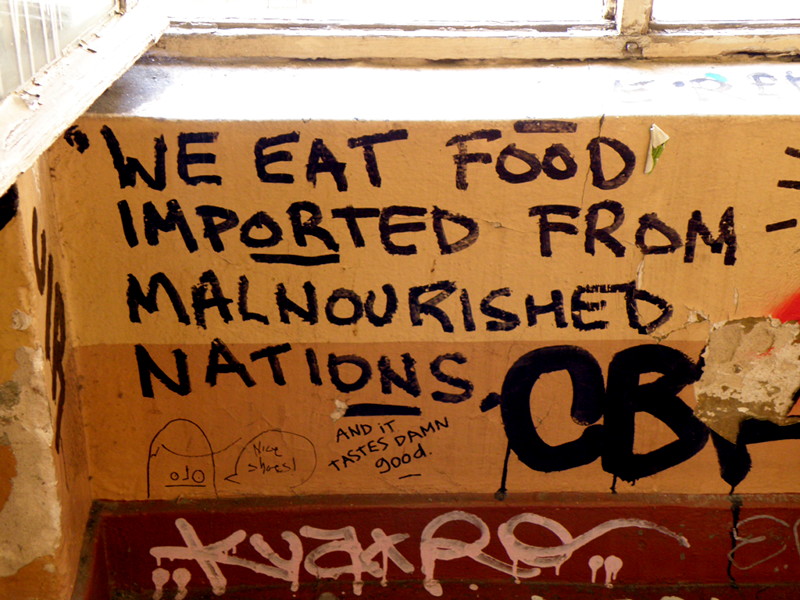 "WE EAT FOOD
IMPORTED FROM
MALNOURISHED
NATIONS.
CB
AND iT
TASTES DAMN
good.
Nice
shoes!